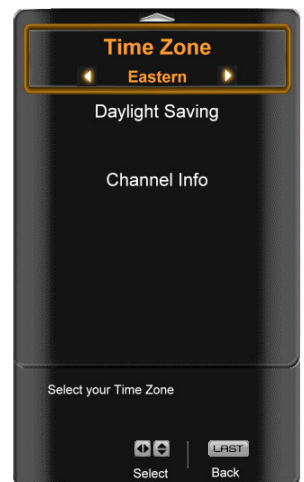 Time Zone
Eastern
Daylight Saving
Channel Info
Select your Time Zone
LAST
Select Back